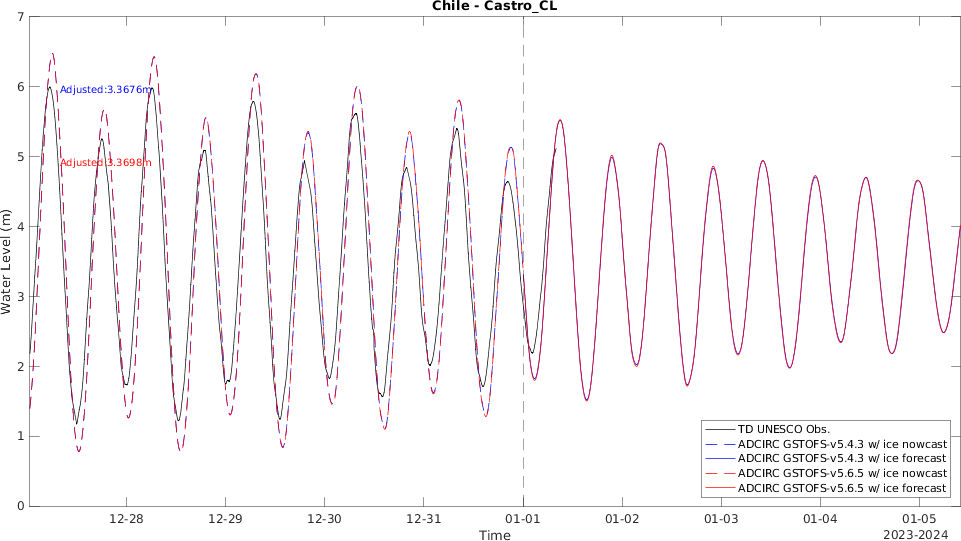 Chile - Castro_CL
Water Level (m)
7
6
5
4
3
2
1
0
Adjusted:3.3676m
Adjusted:3.3698m
12-28
12-29
12-30
12-31
01-01
01-02
01-03
01-04
01-05
Time
2023-2024
TD UNESCO Obs.
ADCIRC GSTOFS-v5.4.3 w/ ice nowcast
ADCIRC GSTOFS-v5.4.3 w/ ice forecast
ADCIRC GSTOFS-v5.6.5 w/ ice nowcast
ADCIRC GSTOFS-v5.6.5 w/ ice forecast